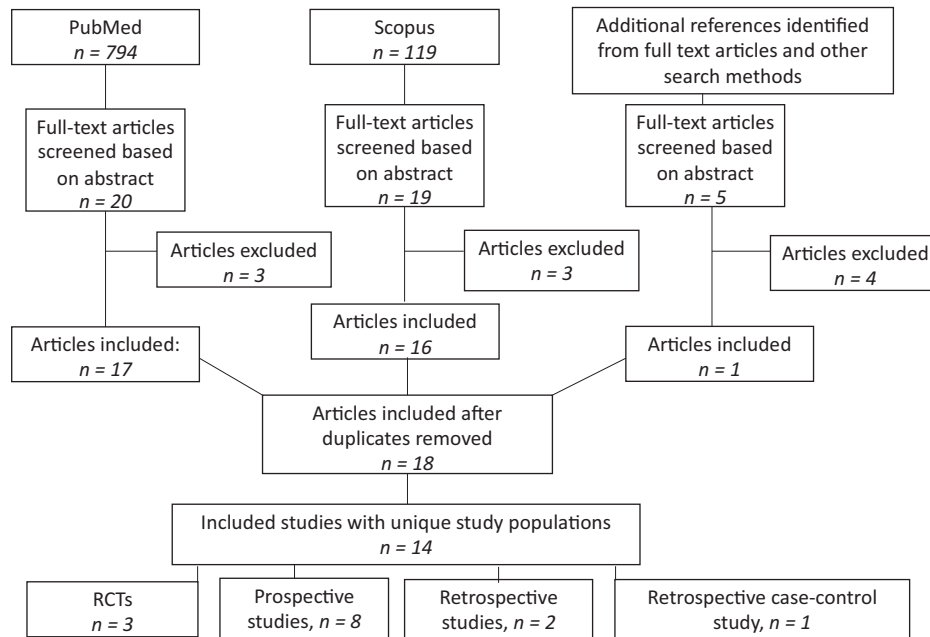 PubMed
n = 794
Scopus
n = 119
Additional references identified
from full text articles and other
search methods
Full-text articles
screened based
on abstract
n = 20
Full-text articles
screened based
on abstract
n = 19
Full-text articles
screened based
on abstract
n = 5
Articles excluded
n = 3
Articles excluded
n = 3
Articles excluded
n = 4
Articles included:
n = 17
Articles included
n = 16
Articles included
n = 1
Articles included after
duplicates removed
n = 18
Included studies with unique study populations
n = 14
RCTs
n = 3
Prospective
studies, n = 8
Retrospective
studies, n = 2
Retrospective case-control
study, n = 1